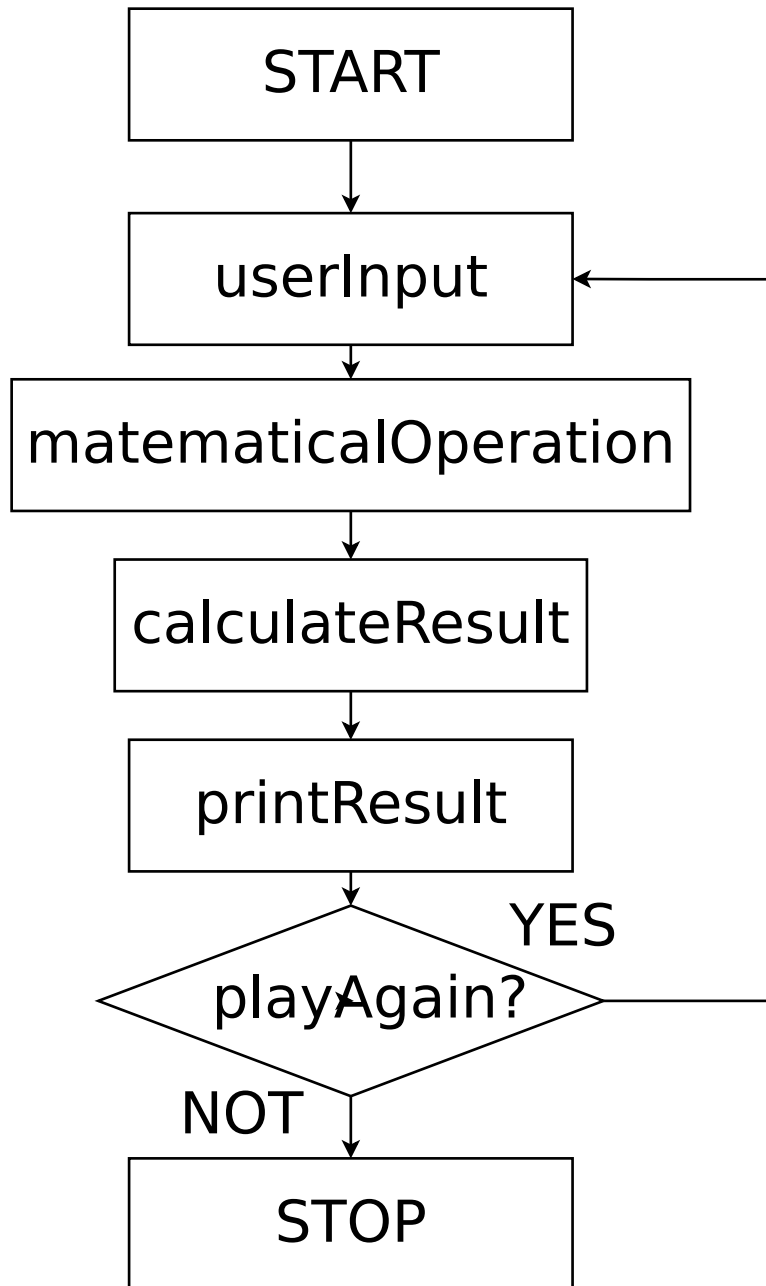 START
userInput
matematicalOperation
calculateResult
printResult
YES
playAgain?
NOT
STOP